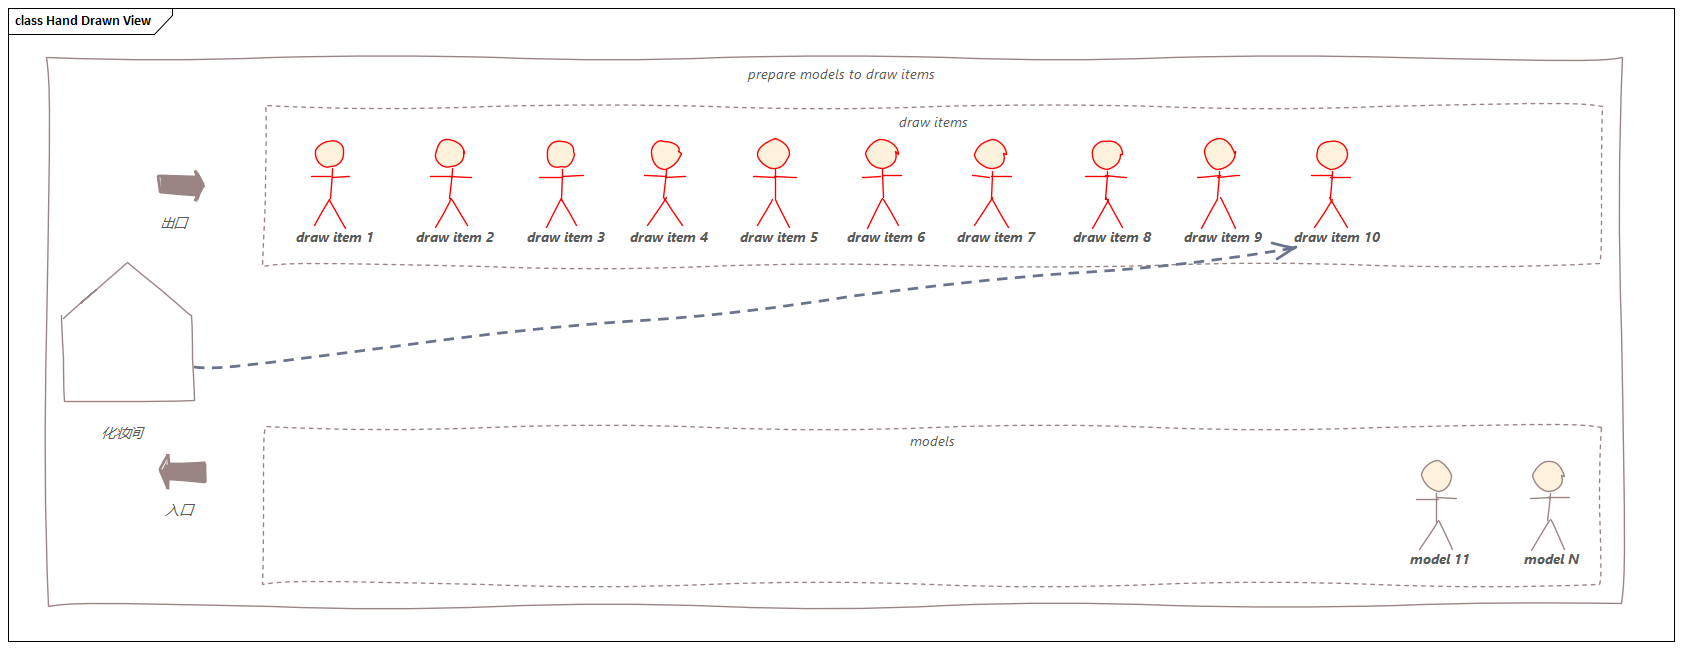 class Hand Drawn View
prepare models to draw items
draw items
draw item 1
draw item 2
draw item 3
draw item 4
draw item 5
draw item 6
draw item 7
draw item 8
draw item 9
draw item 10
出口
化妆间
models
入口
model 11
model N